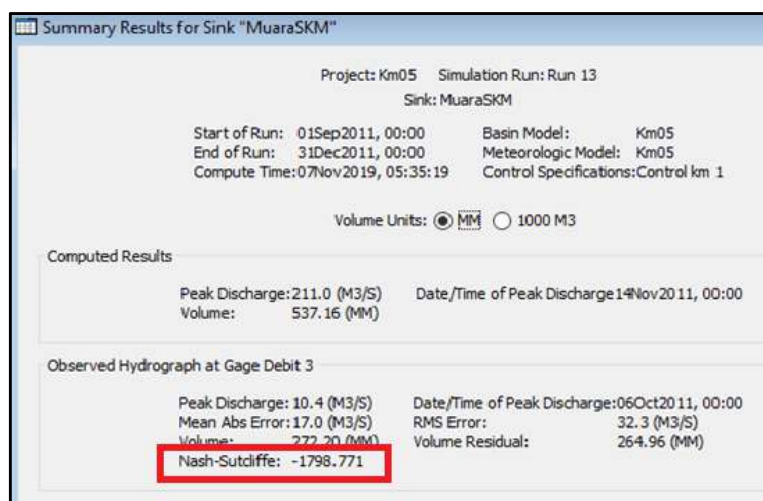 Summary Results for Sink "MuaraSKM"
Project: Km05 Simulation Run: Run 13
Sink: MuaraSKM
Start of Run: 01Sep2011, 00:00 Basin Model: Km05
End of Run: 31Dec2011, 00:00 Meteorologic Model: Km05
Compute Time:07Nov2019, 05:35:19 Control Specifications:Control km 1
Volume Units: MM 1000 M3
Computed Results
Peak Discharge:211.0 (M3/S) Date/Time of Peak Discharge14Nov2011, 00:00
Volume: 537.16 (MM)
Observed Hydrograph at Gage Debit 3
Peak Discharge:10.4 (M3/S) Date/Time of Peak Discharge:06Oct2011, 00:00
Mean Abs Error:17.0 (M3/S) RMS Error: 32.3 (M3/S)
Volume: 272.20 (MM) Volume Residual: 264.96 (MM)
Nash-Sutcliffe: -1798.771